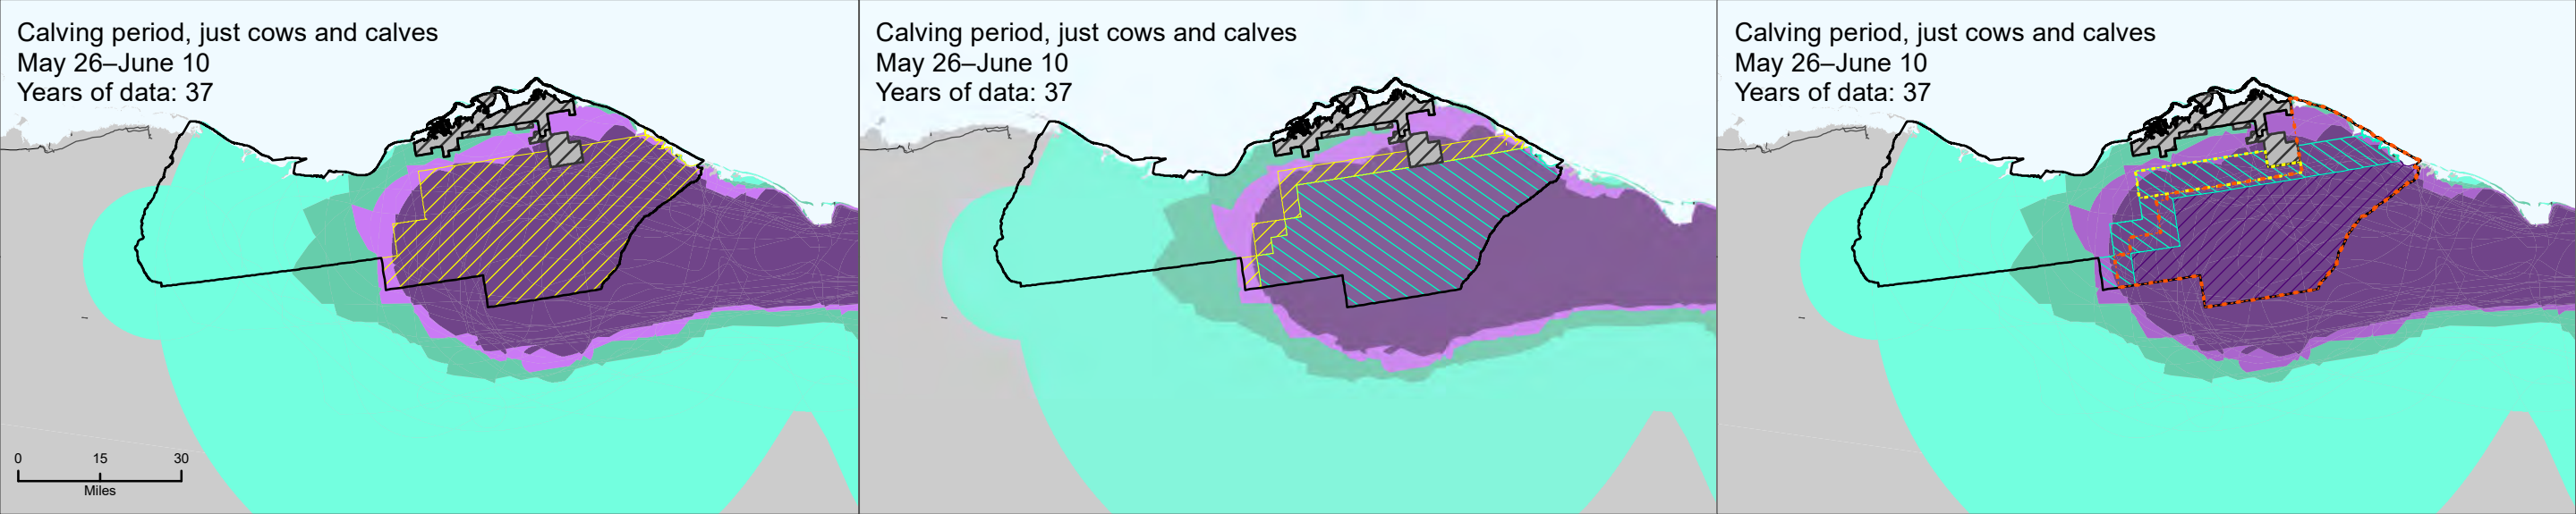 Calving period, just cows and calves
May 26–June 10
Years of data: 37
0 15 30
Miles
Calving period, just cows and calves
May 26–June 10
Years of data: 37
Calving period, just cows and calves
May 26–June 10
Years of data: 37